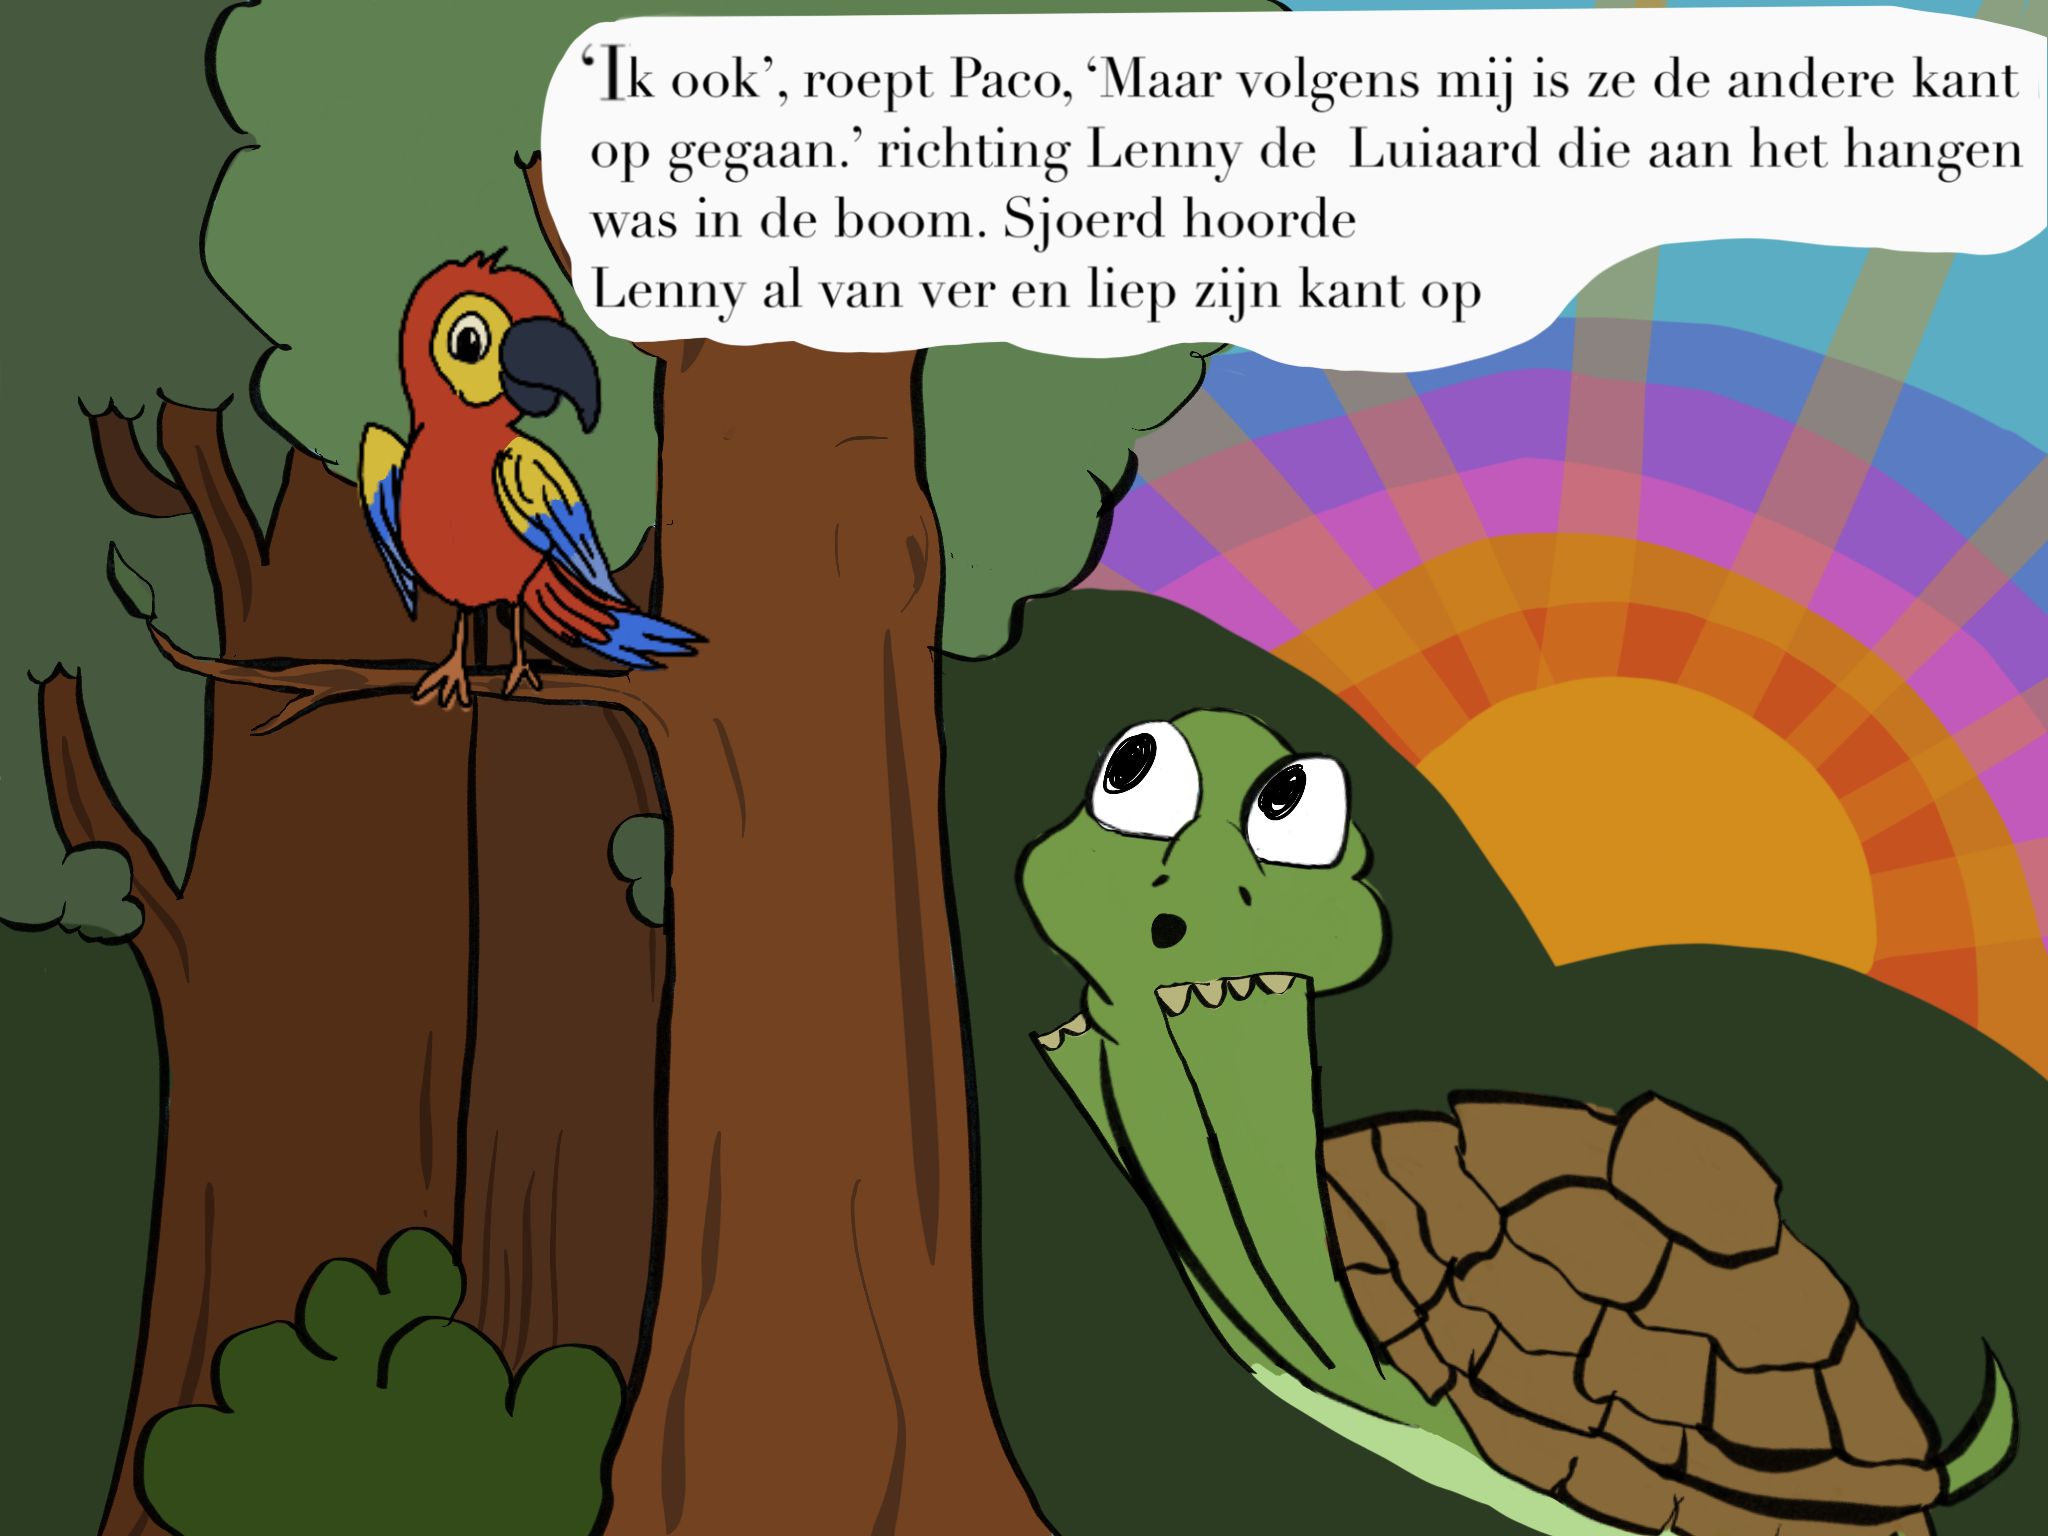 ‘Ik ook’, roept Paco, ‘Maar volgens mij is ze de andere kant
op gegaan.’ richting Lenny de Luiaard die aan het hangen
was in de boom. Sjoerd hoorde
Lenny al van ver en liep zijn kant op